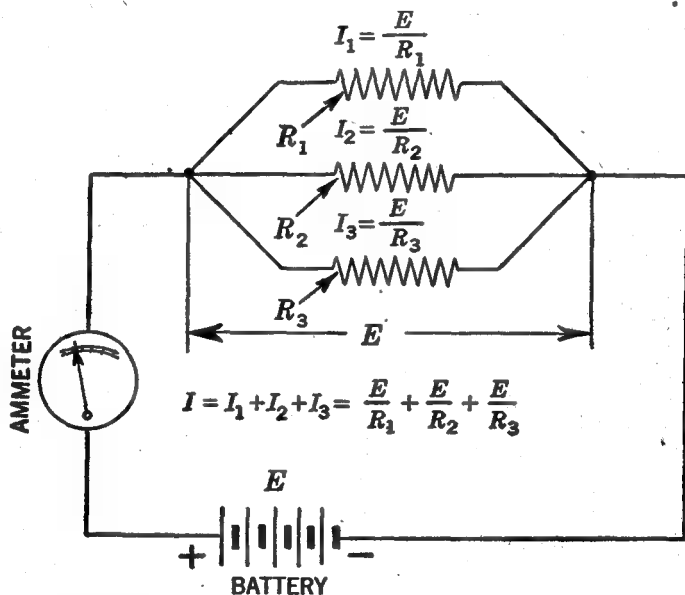 I₁ = E/R₁
R₁
I₂ = E/R₂
R₂
I₃ = E/R₃
R₃
E
AMMETER
I = I₁ + I₂ + I₃ = E/R₁ + E/R₂ + E/R₃
E
+ −
BATTERY